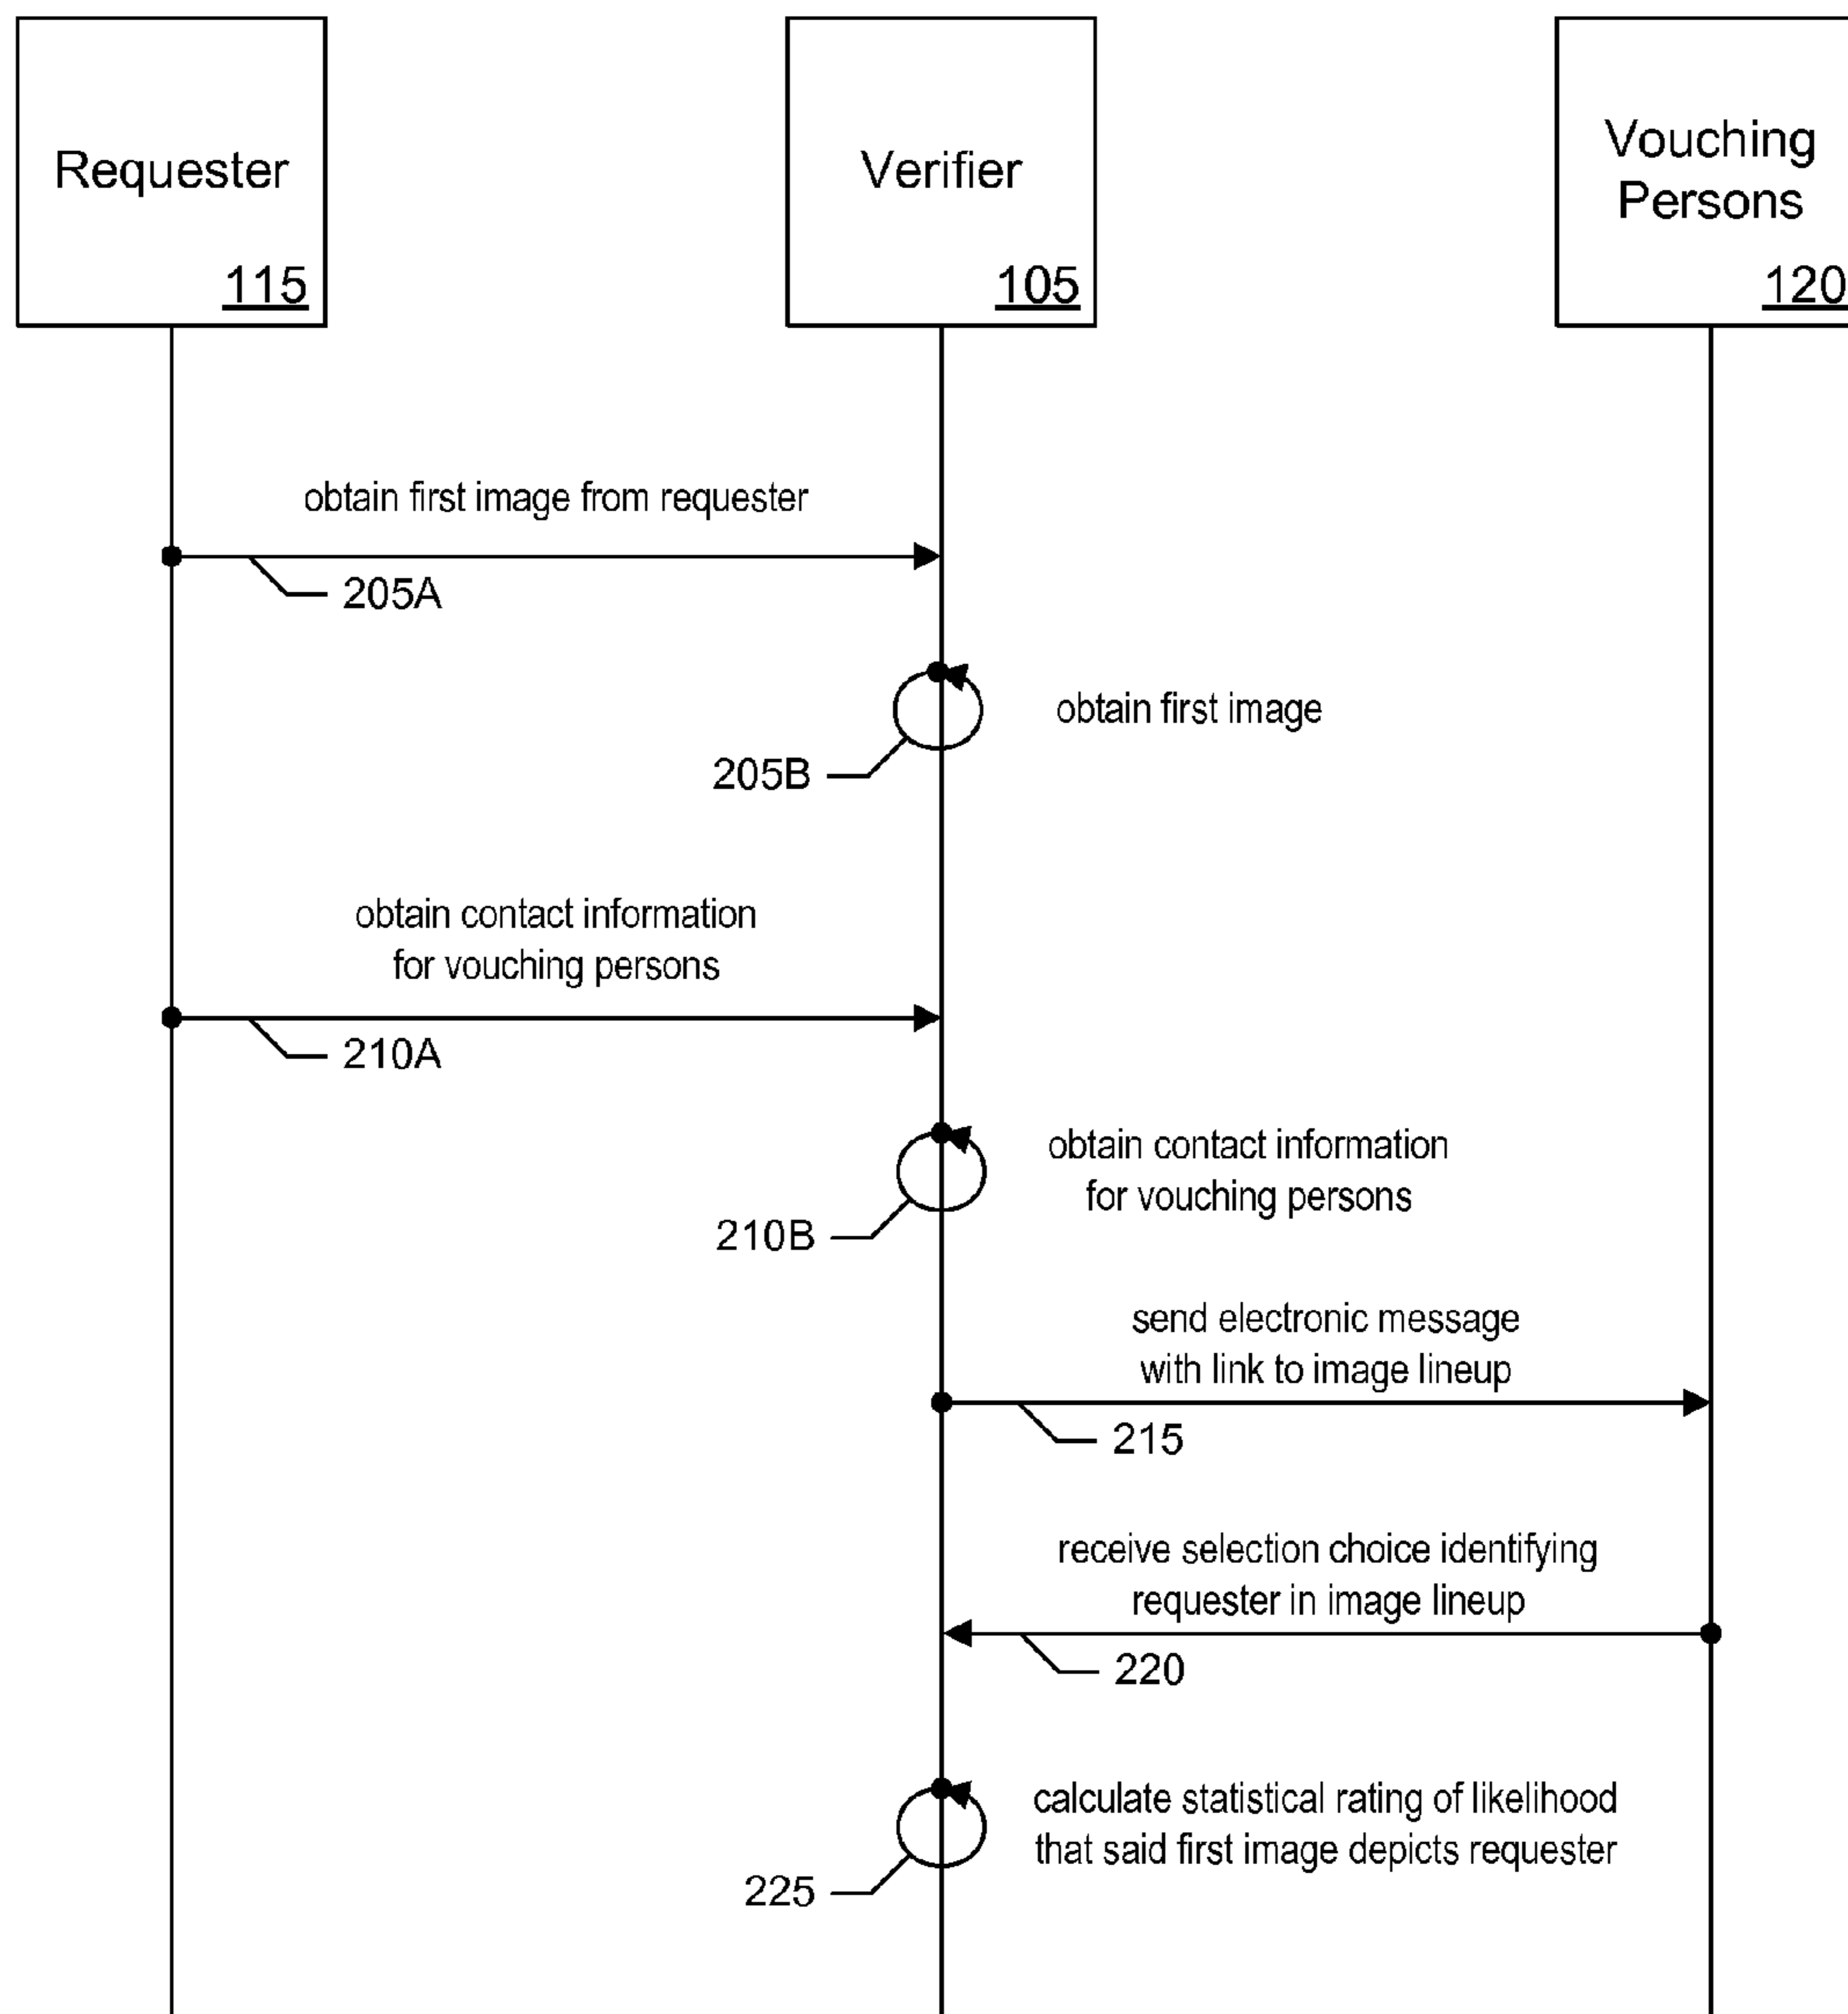 Requester
115
Verifier
105
Vouching
Persons
120
obtain first image from requester
205A
obtain first image
205B
obtain contact information
for vouching persons
210A
obtain contact information
for vouching persons
210B
send electronic message
with link to image lineup
215
receive selection choice identifying
requester in image lineup
220
calculate statistical rating of likelihood
that said first image depicts requester
225